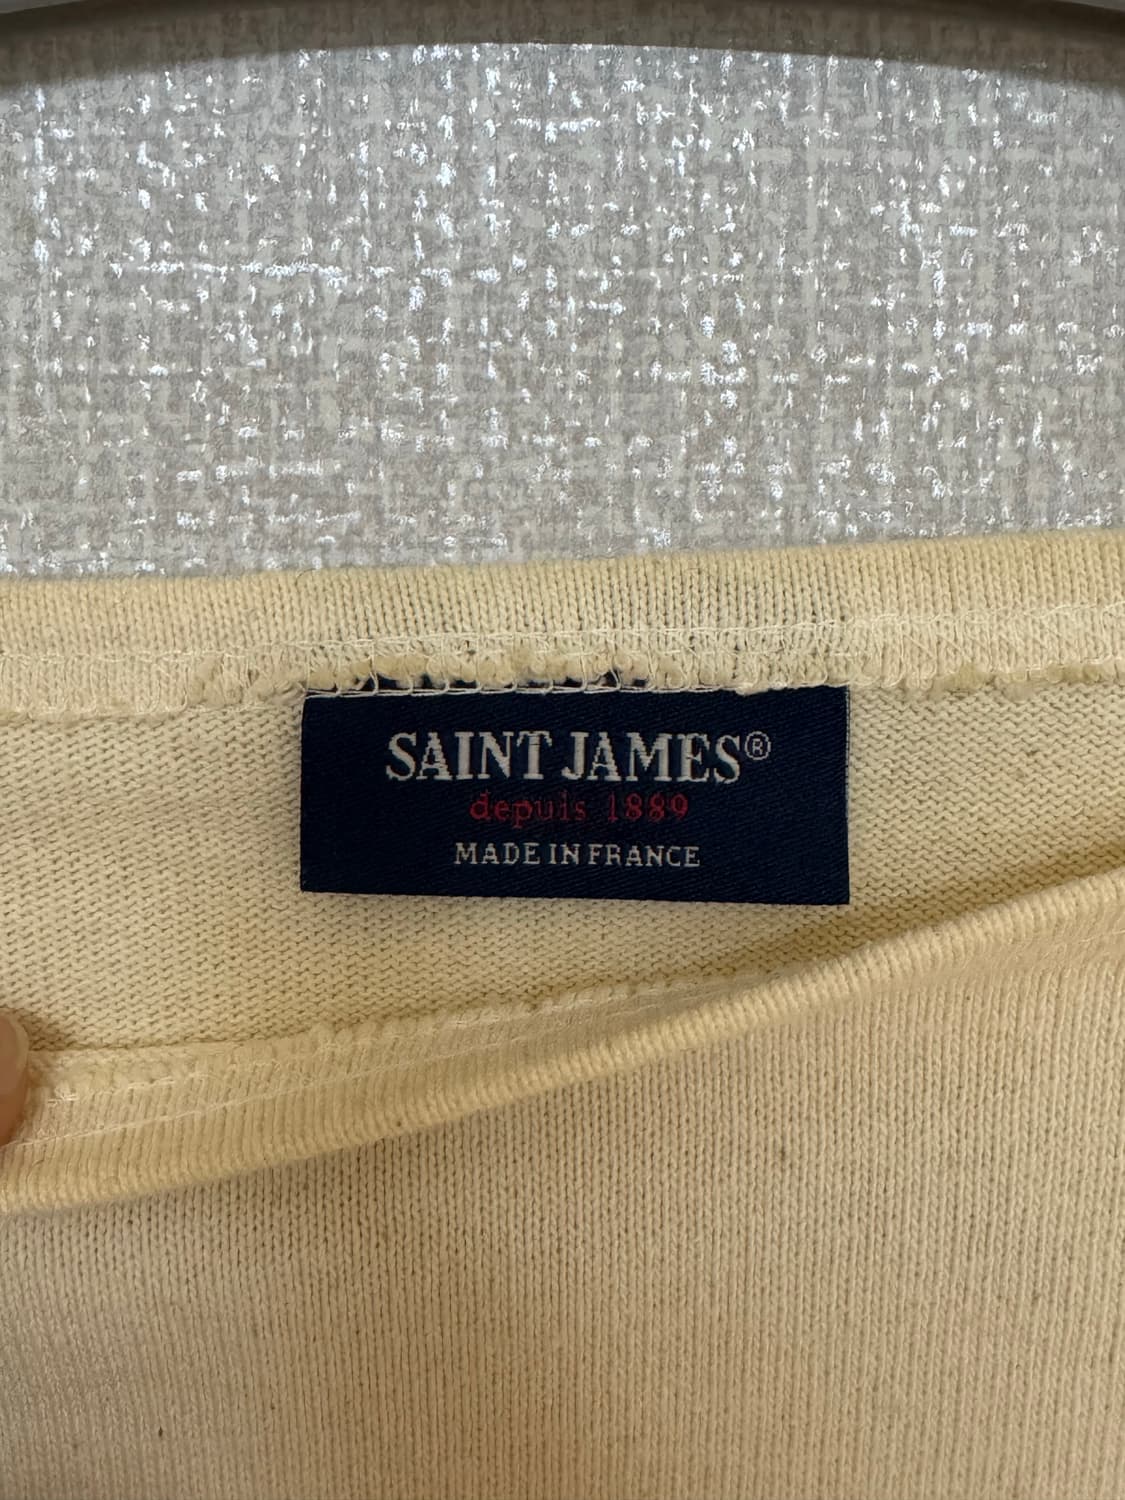 SAINT JAMES®
depuis 1889
MADE IN FRANCE